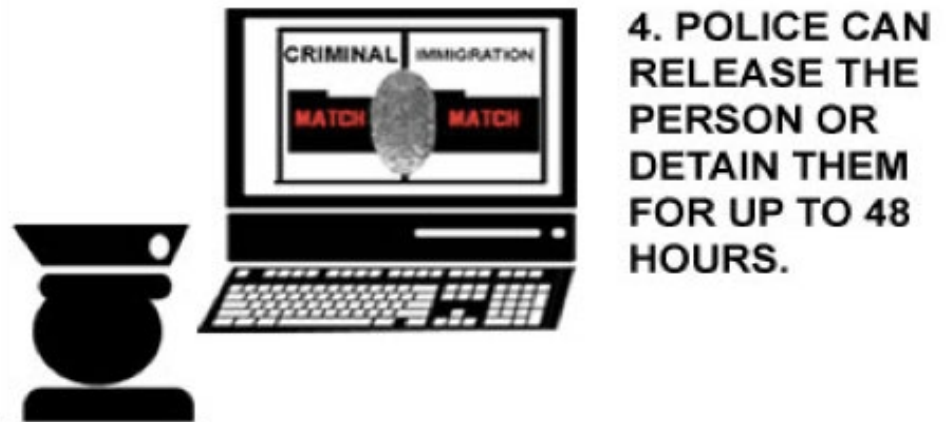 CRIMINAL IMMIGRATION
MATCH MATCH
4. POLICE CAN
RELEASE THE
PERSON OR
DETAIN THEM
FOR UP TO 48
HOURS.